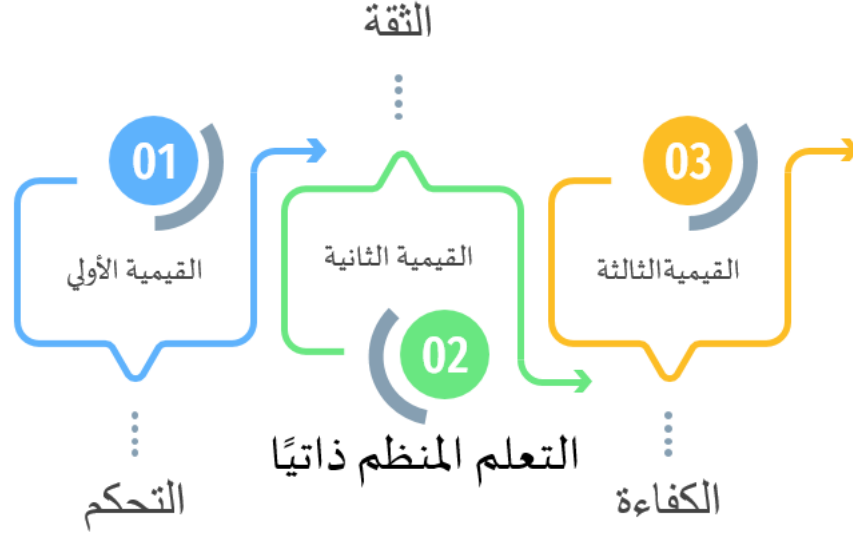 الثقة
01
03
القيمية الأولي
القيمية الثانية
القيميةالثالثة
02
التعلم المنظم ذاتيًا
التحكم
الكفاءة